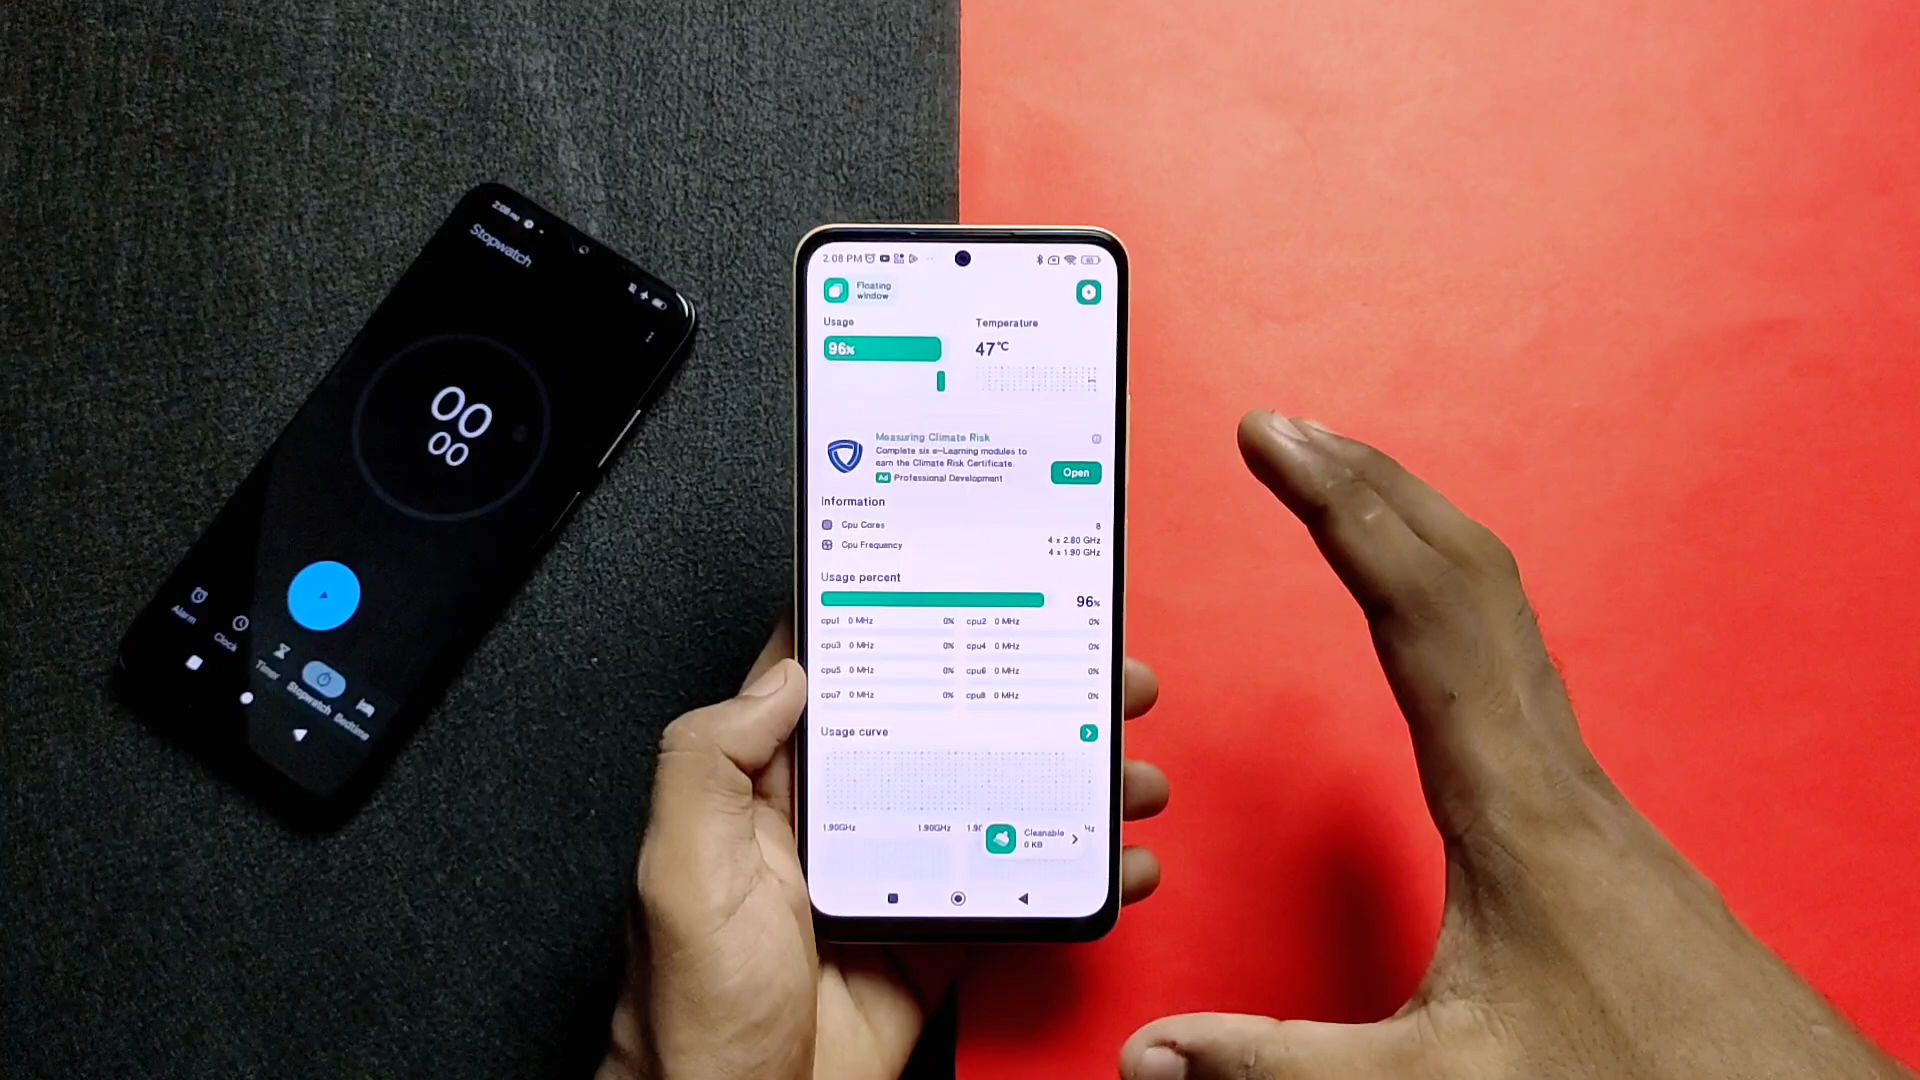 Stopwatch
00
00
Alarm
Clock
Timer
Stopwatch
Bedtime
2:08 PM
Floating
window
Usage
Temperature
96%
47°C
Measuring Climate Risk
Complete six e-Learning modules to
earn the Climate Risk Certificate.
Ad Professional Development
Open
Information
Cpu Cores 8
Cpu Frequency 4 x 2.80 GHz
4 x 1.90 GHz
Usage percent
96%
cpu1 0 MHz 0% cpu2 0 MHz 0%
cpu3 0 MHz 0% cpu4 0 MHz 0%
cpu5 0 MHz 0% cpu6 0 MHz 0%
cpu7 0 MHz 0% cpu8 0 MHz 0%
Usage curve
1.90GHz 1.90GHz 1.90 Hz
Cleanable
0 KB